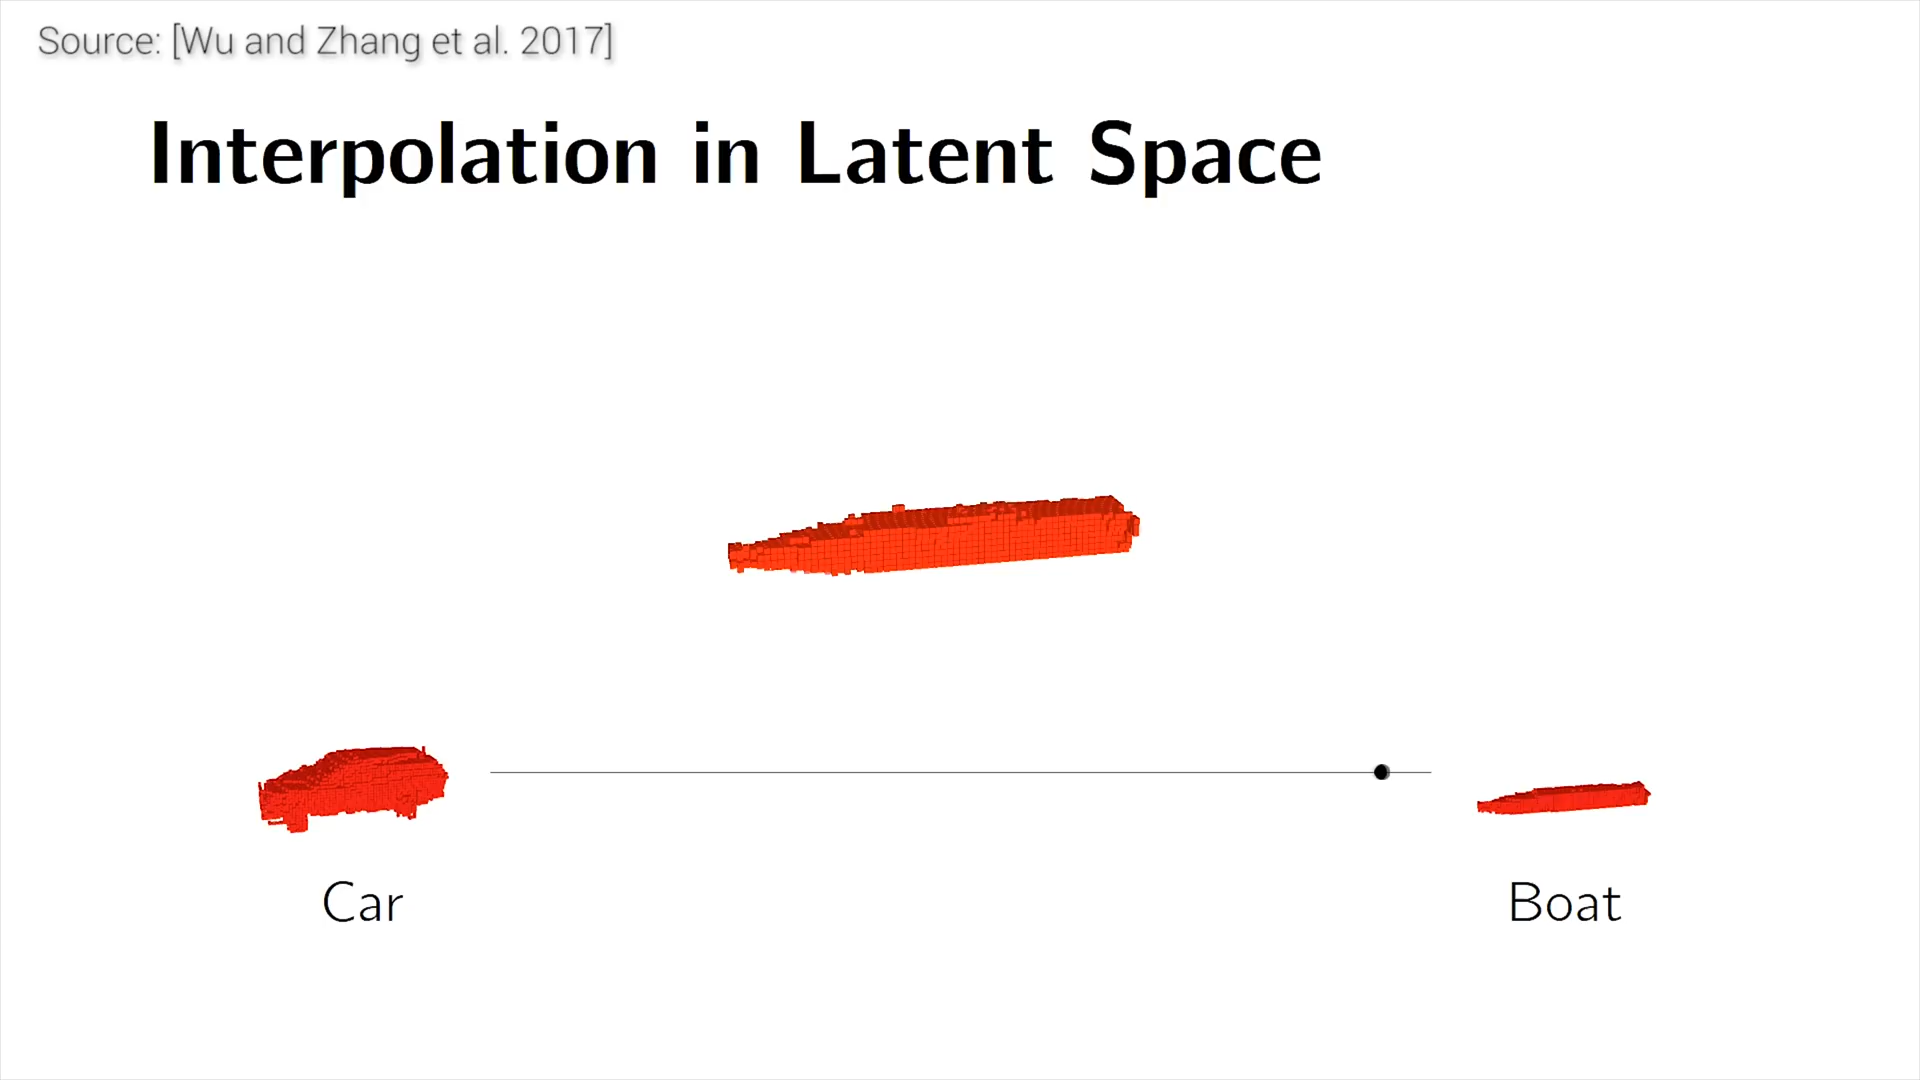 Source: [Wu and Zhang et al. 2017]
Interpolation in Latent Space
Car
Boat